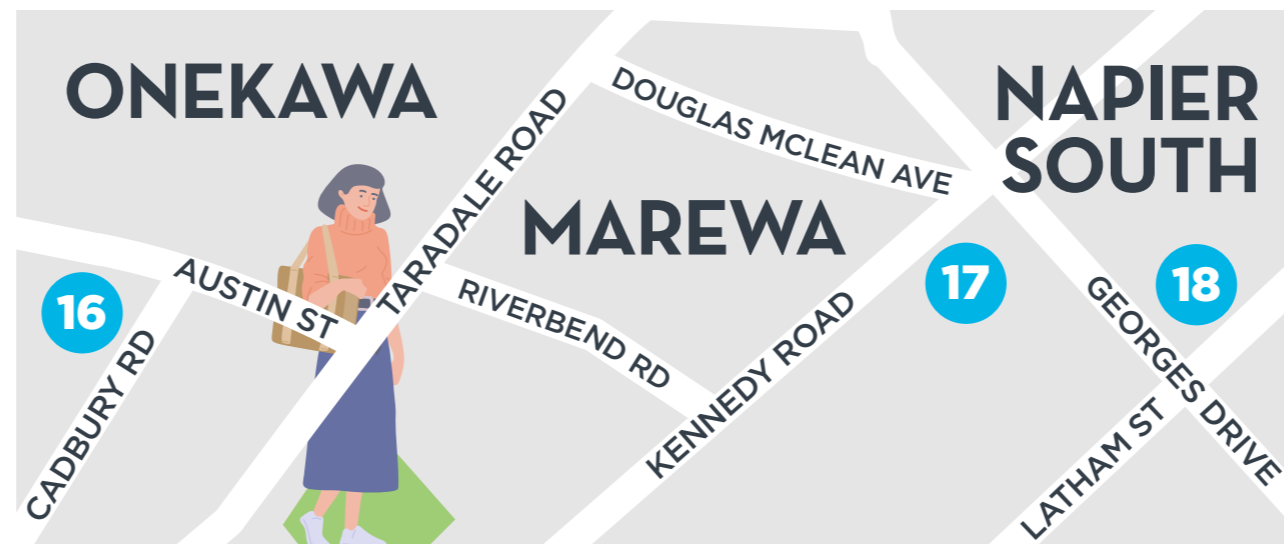 ONEKAWA
NAPIER
SOUTH
DOUGLAS MCLEAN AVE
TARADALE ROAD
MAREWA
16
AUSTIN ST
RIVERBEND RD
17
18
CADBURY RD
KENNEDY ROAD
GEORGES DRIVE
LATHAM ST